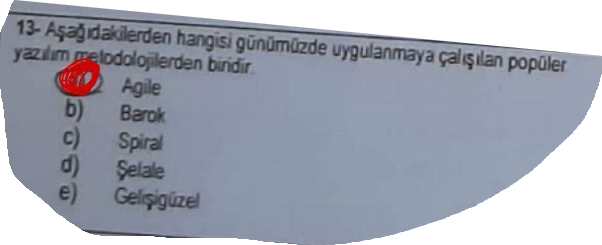 13- Aşağıdakilerden hangisi günümüzde uygulanmaya çalışılan popüler
yazılım metodolojilerden biridir.
Agile
b) Barok
c) Spiral
d) Şelale
e) Gelişigüzel